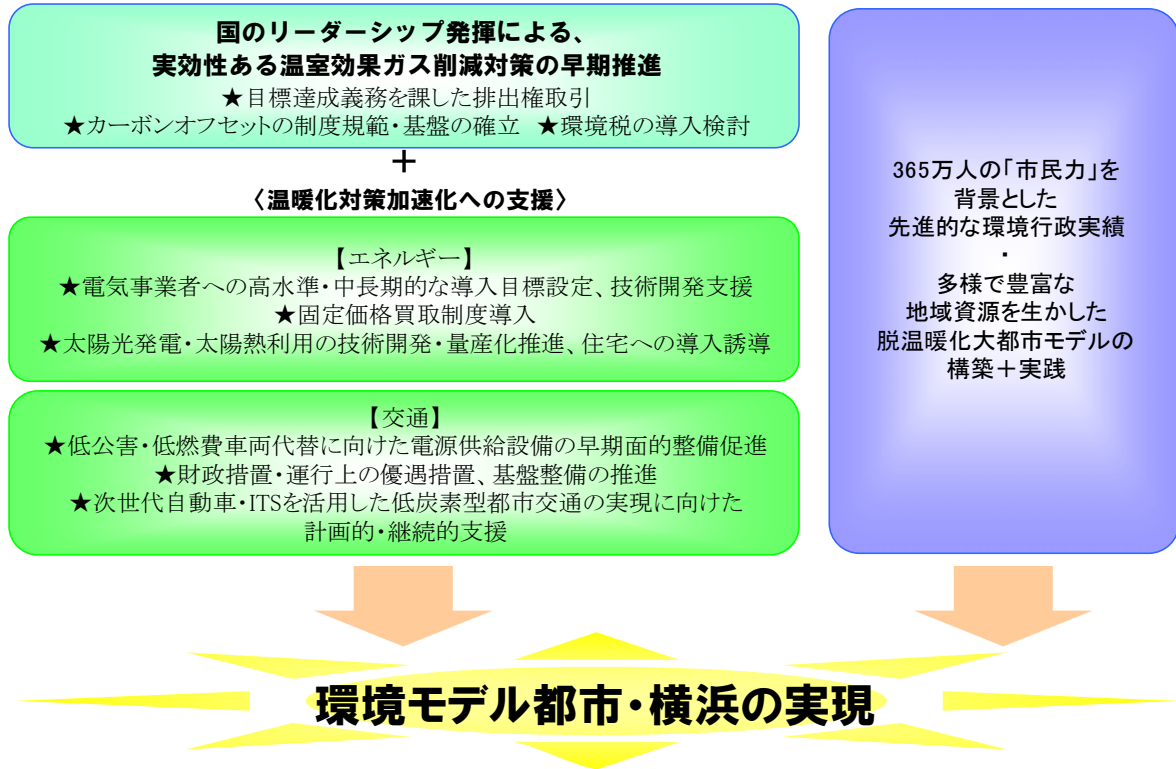 国のリーダーシップ発揮による、
実効性ある温室効果ガス削減対策の早期推進
★目標達成義務を課した排出権取引
★カーボンオフセットの制度規範・基盤の確立 ★環境税の導入検討
＋
〈温暖化対策加速化への支援〉
【エネルギー】
★電気事業者への高水準・中長期的な導入目標設定、技術開発支援
★固定価格買取制度導入
★太陽光発電・太陽熱利用の技術開発・量産化推進、住宅への導入誘導
【交通】
★低公害・低燃費車両代替に向けた電源供給設備の早期面的整備促進
★財政措置・運行上の優遇措置、基盤整備の推進
★次世代自動車・ITSを活用した低炭素型都市交通の実現に向けた
計画的・継続的支援
365万人の「市民力」を
背景とした
先進的な環境行政実績
・
多様で豊富な
地域資源を生かした
脱温暖化大都市モデルの
構築＋実践
環境モデル都市・横浜の実現